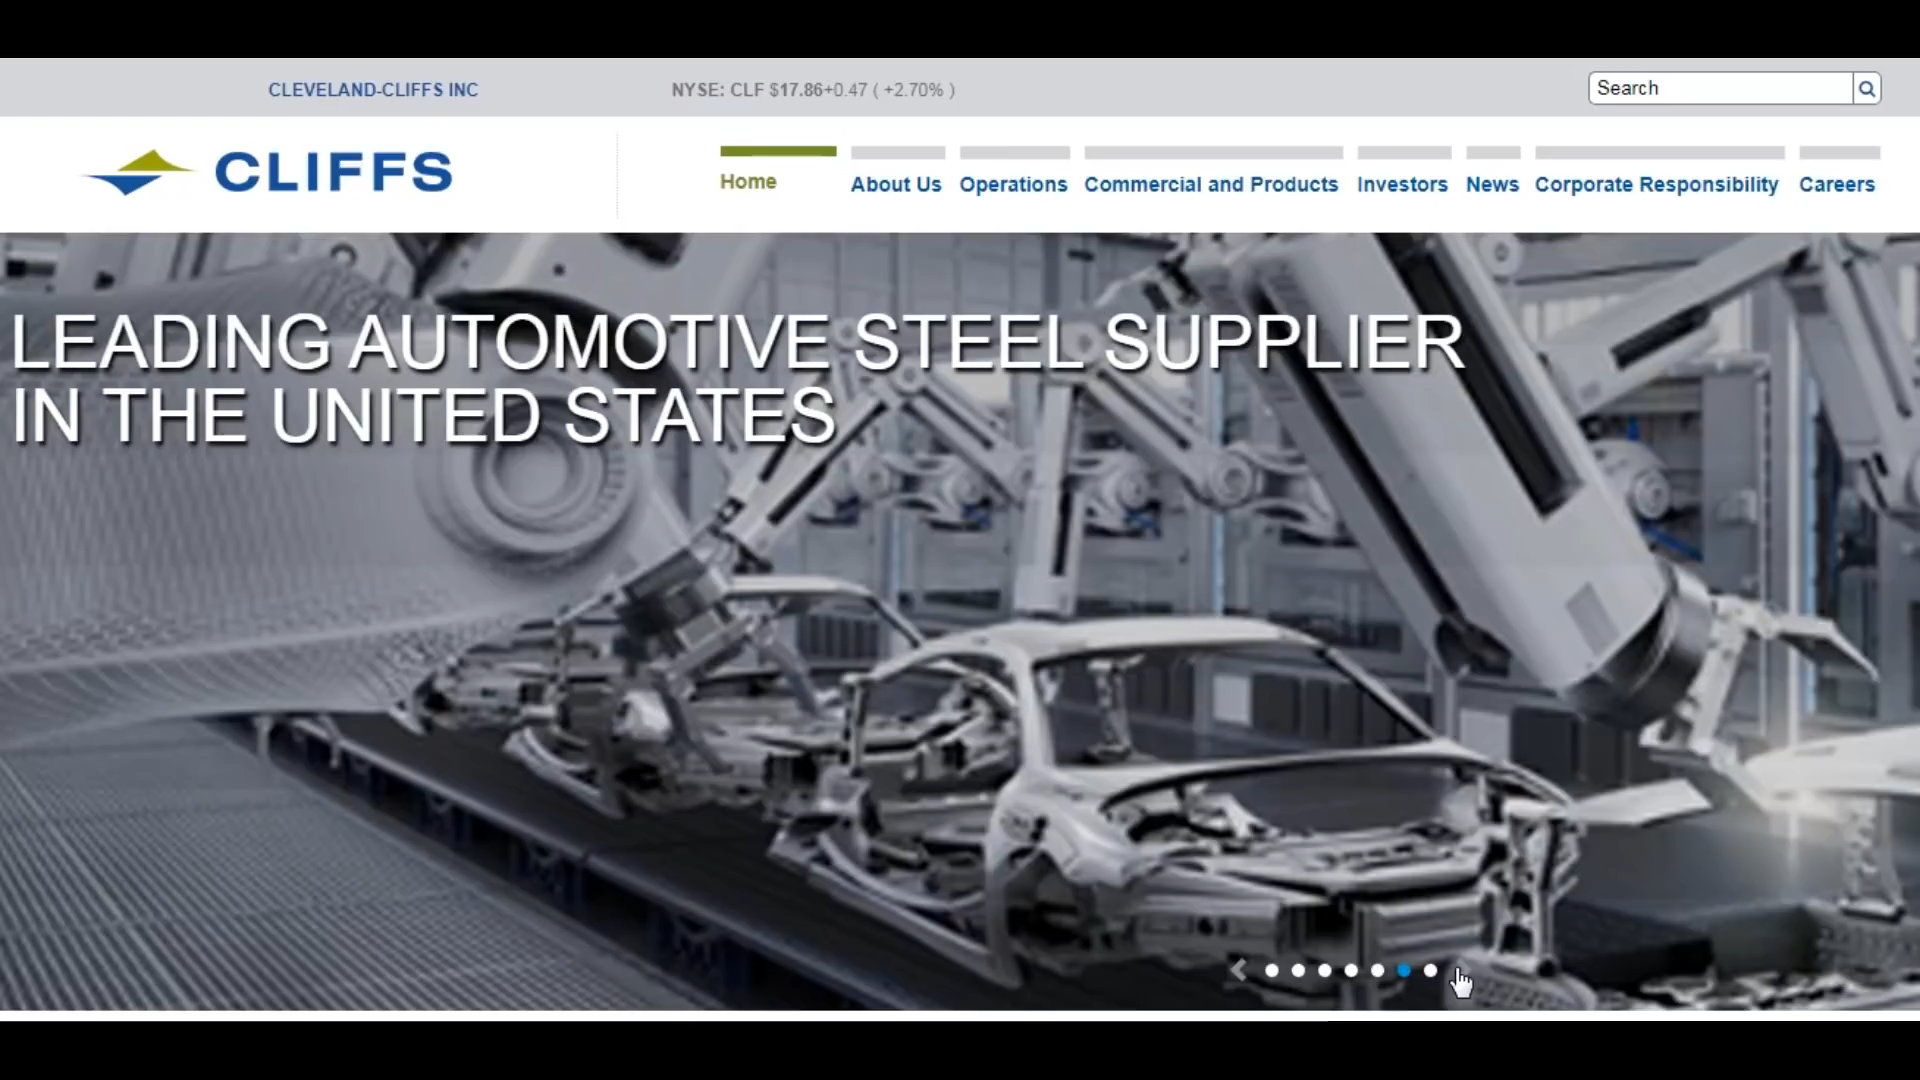 CLEVELAND-CLIFFS INC
NYSE: CLF $17.86+0.47 ( +2.70% )
Search
CLIFFS
Home
About Us
Operations
Commercial and Products
Investors
News
Corporate Responsibility
Careers
LEADING AUTOMOTIVE STEEL SUPPLIER
IN THE UNITED STATES